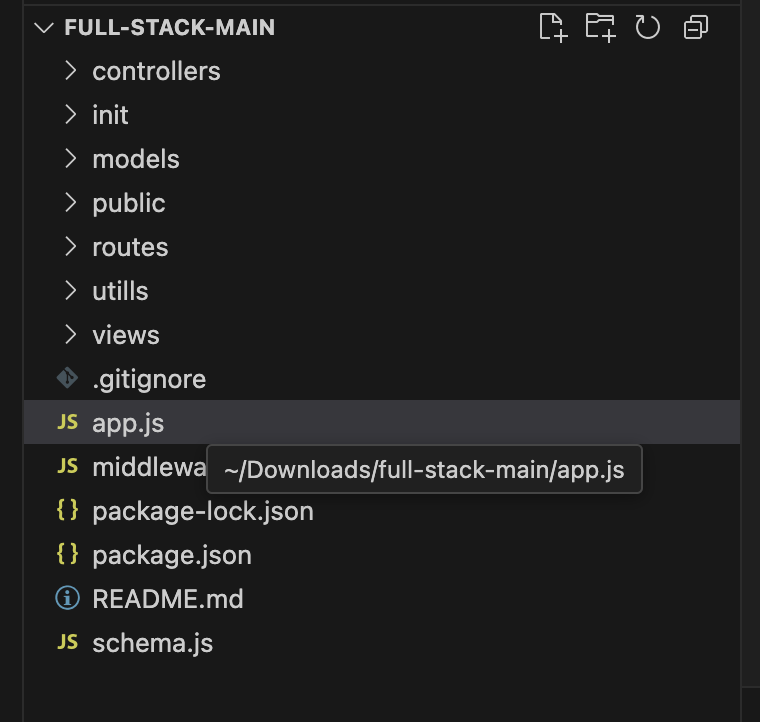 FULL-STACK-MAIN
controllers
init
models
public
routes
utills
views
.gitignore
JS app.js
JS middlewa
~/Downloads/full-stack-main/app.js
{} package-lock.json
{} package.json
README.md
JS schema.js